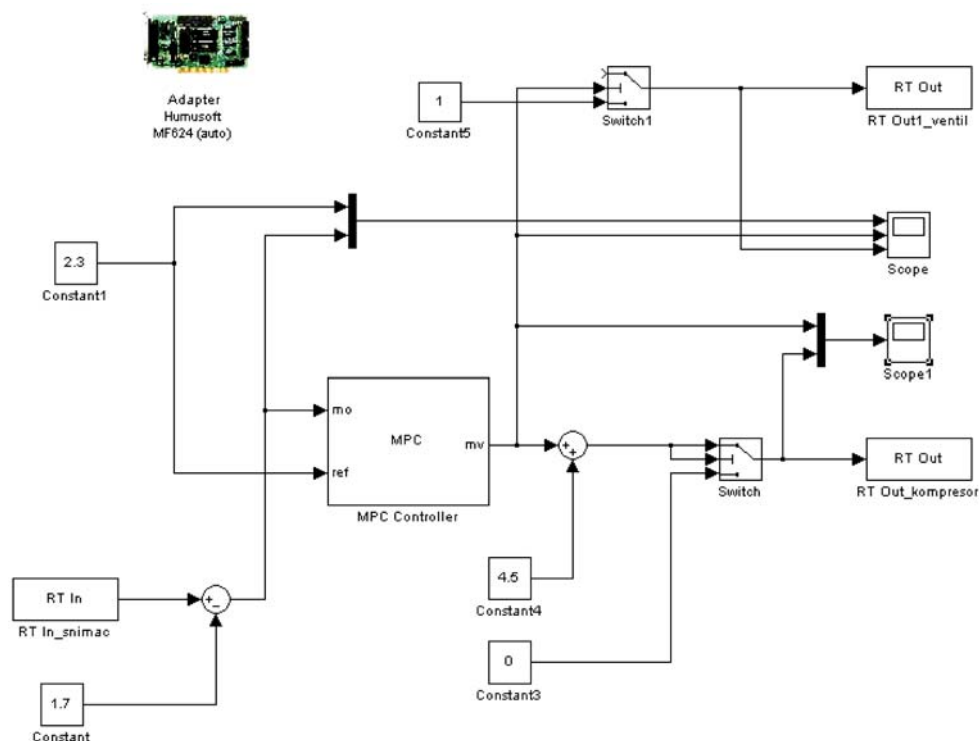 Adapter
Humusoft
MF624 (auto)
1
Constant5
Switch1
RT Out
RT Out1_ventil
2.3
Constant1
Scope
Scope1
mo
MPC
mv
ref
MPC Controller
+
+
Switch
RT Out
RT Out_kompresor
RT In
RT In_snimac
+
−
4.5
Constant4
0
Constant3
1.7
Constant